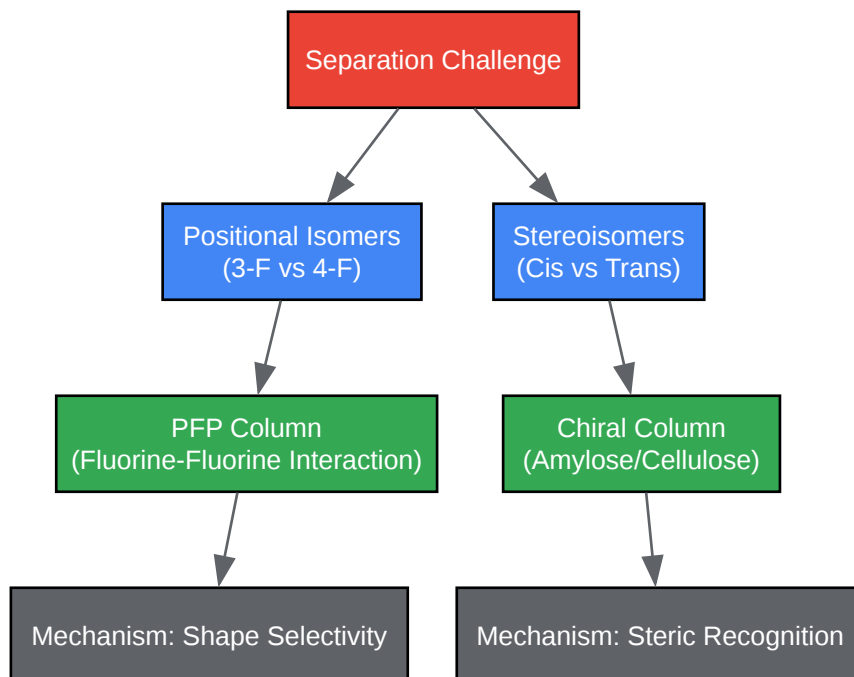 Separation Challenge
Positional Isomers
(3-F vs 4-F)
Stereoisomers
(Cis vs Trans)
PFP Column
(Fluorine-Fluorine Interaction)
Chiral Column
(Amylose/Cellulose)
Mechanism: Shape Selectivity
Mechanism: Steric Recognition